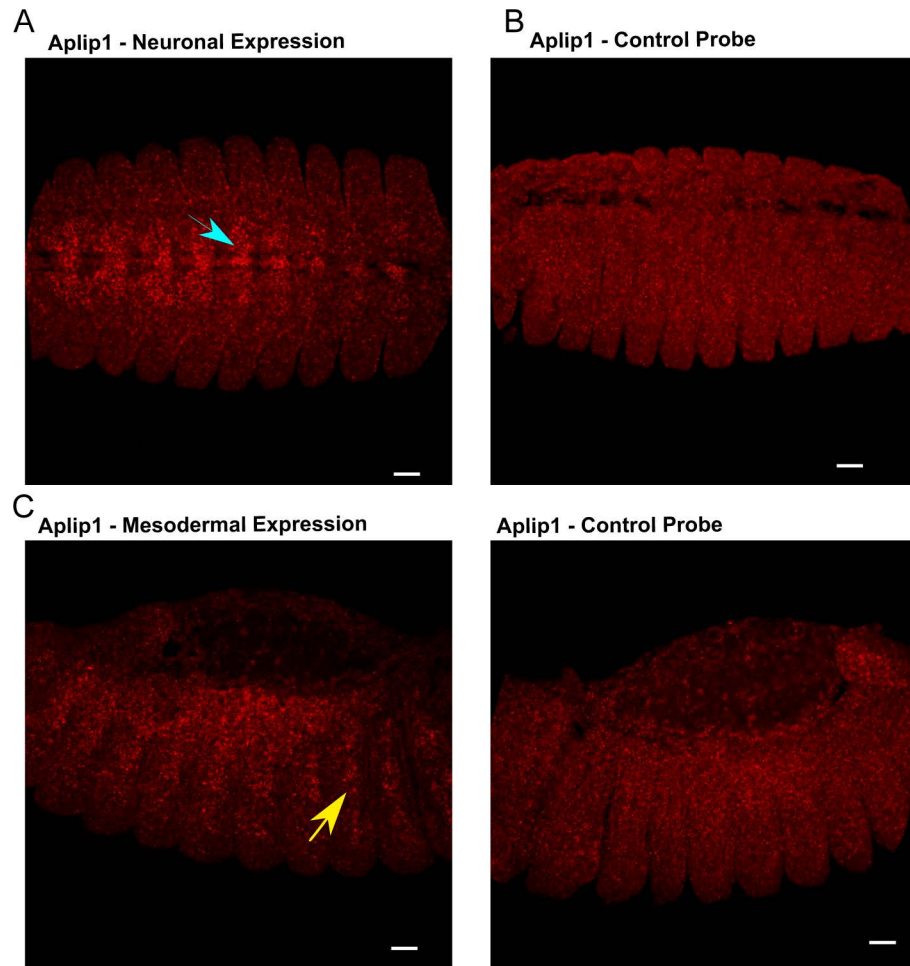 A
Aplip1 - Neuronal Expression
B
Aplip1 - Control Probe
C
Aplip1 - Mesodermal Expression
Aplip1 - Control Probe